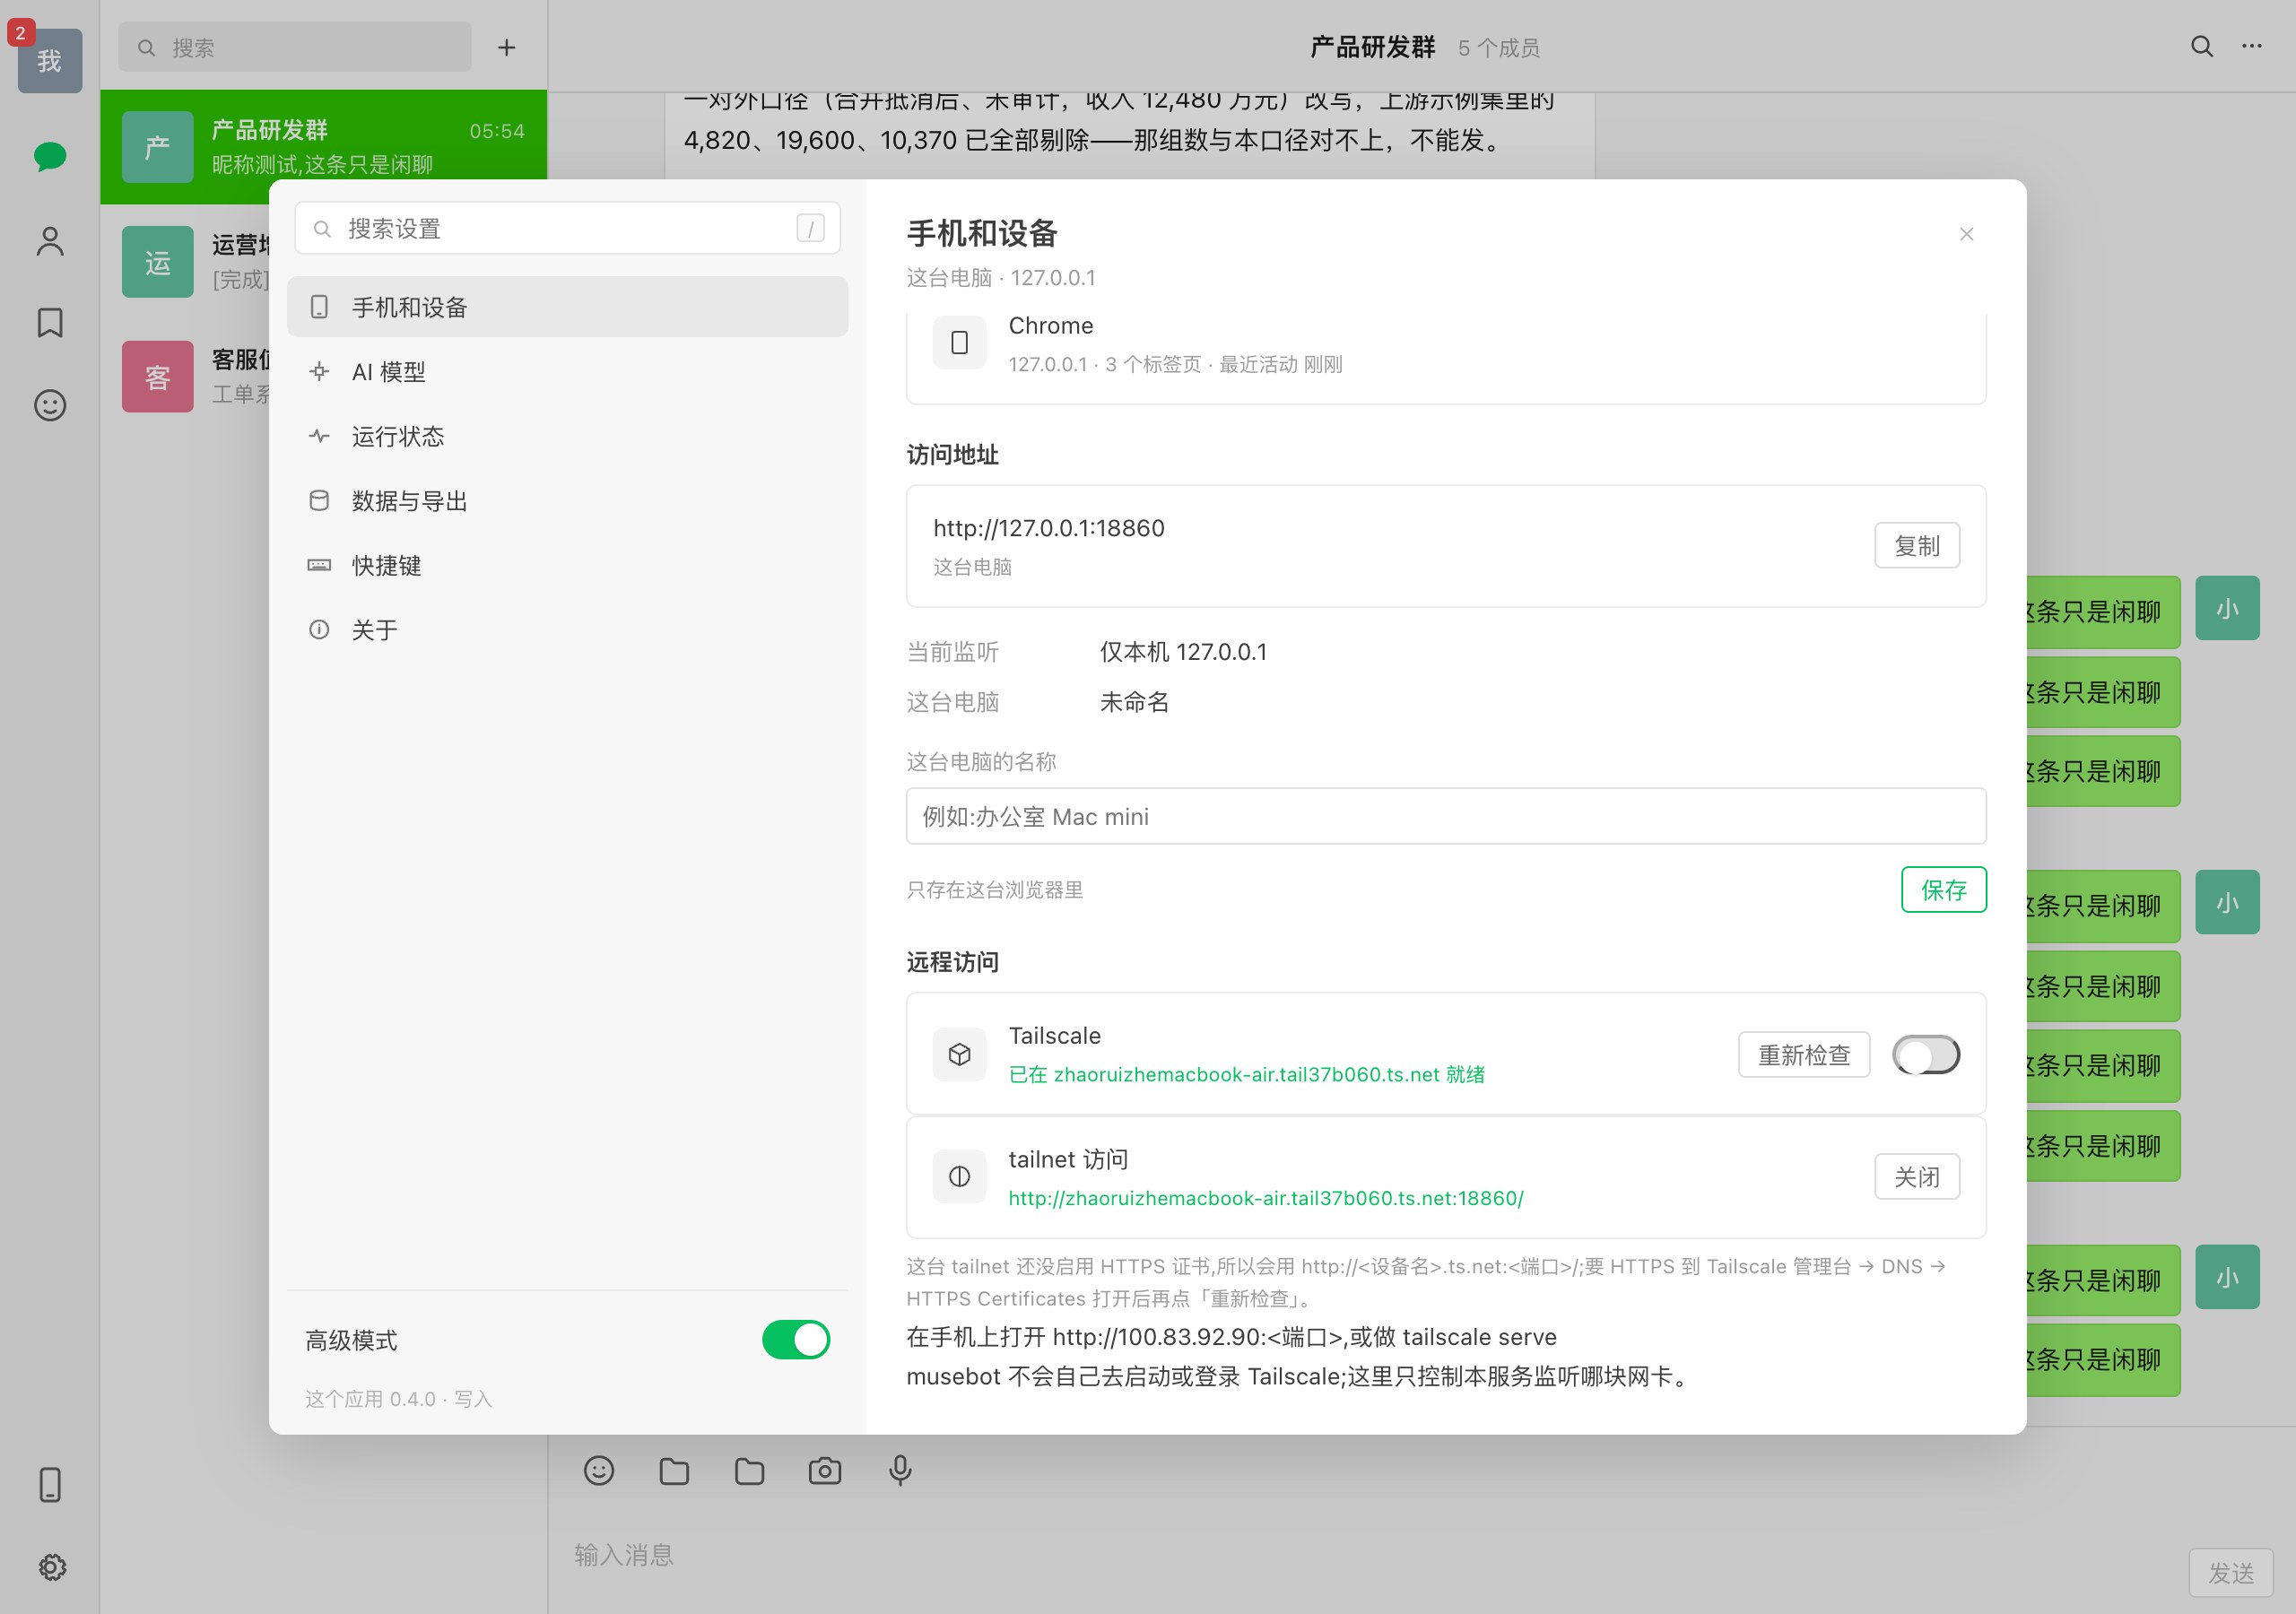 2
我
搜索
产品研发群 5 个成员
产
产品研发群 05:54
昵称测试,这条只是闲聊
运
运营增
[完成]
客
客服值
工单系
一对外口径（合并抵消后、未审计，收入 12,480 万元）改写，上游示例集里的
4,820、19,600、10,370 已全部剔除——那组数与本口径对不上，不能发。
搜索设置 /
手机和设备
AI 模型
运行状态
数据与导出
快捷键
关于
高级模式
这个应用 0.4.0 · 写入
手机和设备
这台电脑 · 127.0.0.1
Chrome
127.0.0.1 · 3 个标签页 · 最近活动 刚刚
访问地址
http://127.0.0.1:18860
这台电脑
复制
当前监听 仅本机 127.0.0.1
这台电脑 未命名
这台电脑的名称
例如:办公室 Mac mini
只存在这台浏览器里
保存
远程访问
Tailscale
已在 zhaoruizhemacbook-air.tail37b060.ts.net 就绪
重新检查
tailnet 访问
http://zhaoruizhemacbook-air.tail37b060.ts.net:18860/
关闭
这台 tailnet 还没启用 HTTPS 证书,所以会用 http://<设备名>.ts.net:<端口>/;要 HTTPS 到 Tailscale 管理台 → DNS →
HTTPS Certificates 打开后再点「重新检查」。
在手机上打开 http://100.83.92.90:<端口>,或做 tailscale serve
musebot 不会自己去启动或登录 Tailscale;这里只控制本服务监听哪块网卡。
这条只是闲聊
小
这条只是闲聊
这条只是闲聊
这条只是闲聊
小
这条只是闲聊
这条只是闲聊
这条只是闲聊
这条只是闲聊
小
这条只是闲聊
输入消息
发送